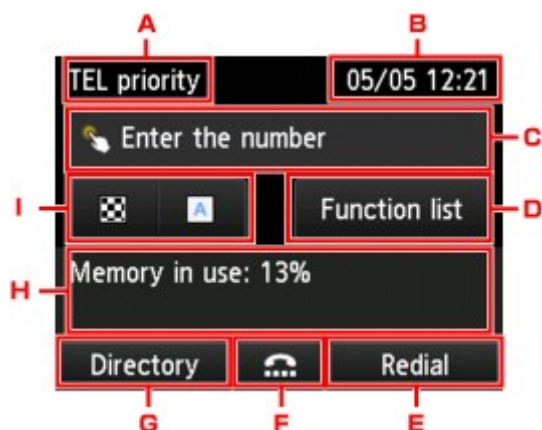 A B
TEL priority 05/05 12:21
Enter the number C
I A Function list D
H Memory in use: 13%
Directory Redial
G F E